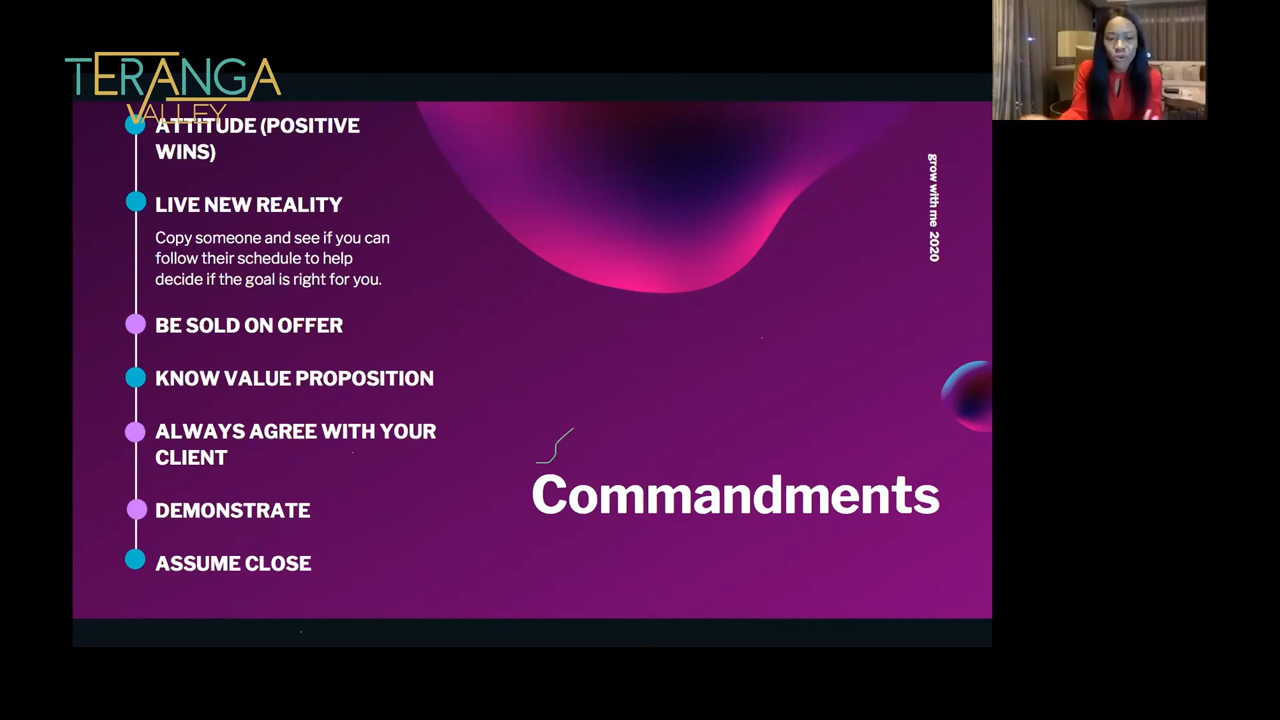 TERANGA
VALLEY
ATTITUDE (POSITIVE
WINS)
LIVE NEW REALITY
Copy someone and see if you can
follow their schedule to help
decide if the goal is right for you.
BE SOLD ON OFFER
KNOW VALUE PROPOSITION
ALWAYS AGREE WITH YOUR
CLIENT
DEMONSTRATE
ASSUME CLOSE
Commandments
grow with me 2020